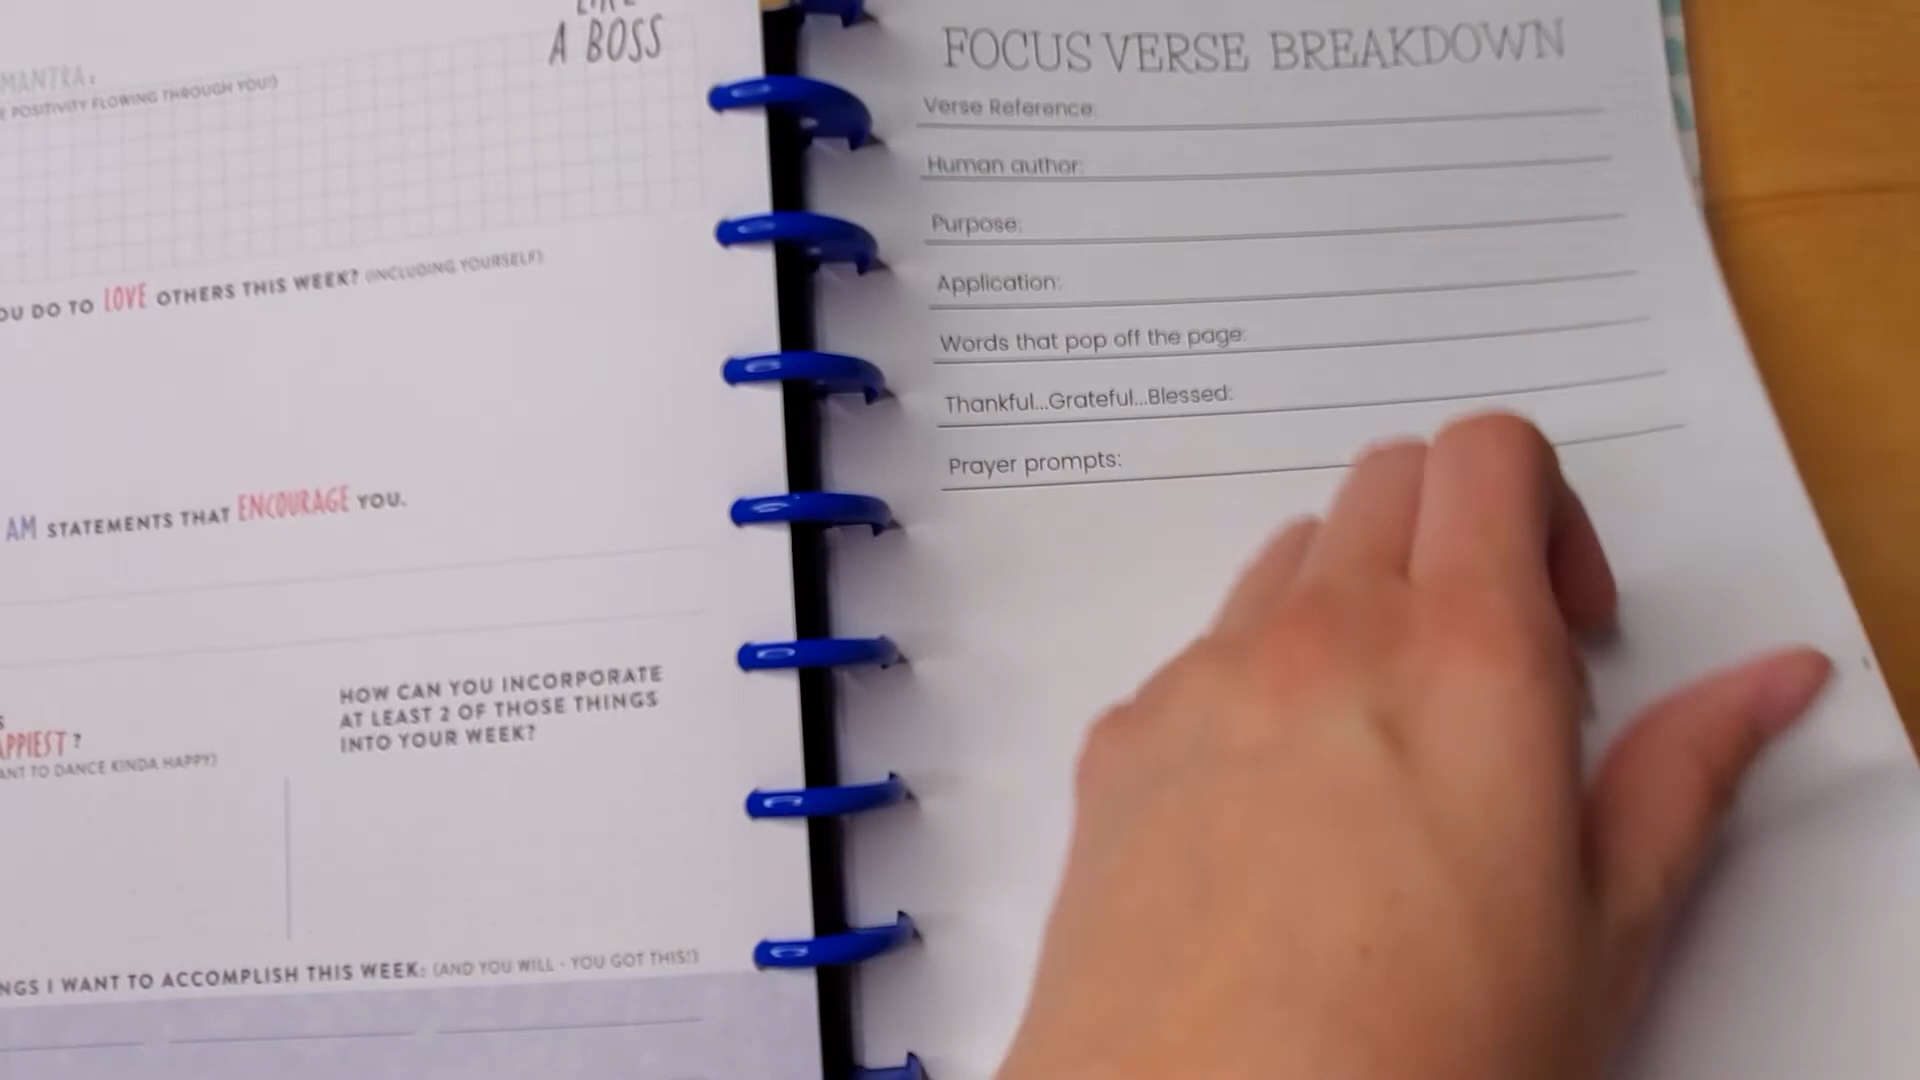 A BOSS
MANTRA:
POSITIVITY FLOWING THROUGH YOU!)
OU DO TO LOVE OTHERS THIS WEEK? (INCLUDING YOURSELF)
AM STATEMENTS THAT ENCOURAGE YOU.
APPIEST?
ANT TO DANCE KINDA HAPPY)
HOW CAN YOU INCORPORATE
AT LEAST 2 OF THOSE THINGS
INTO YOUR WEEK?
NGS I WANT TO ACCOMPLISH THIS WEEK: (AND YOU WILL - YOU GOT THIS!)
FOCUS VERSE BREAKDOWN
Verse Reference:
Human author:
Purpose:
Application:
Words that pop off the page:
Thankful...Grateful...Blessed:
Prayer prompts: